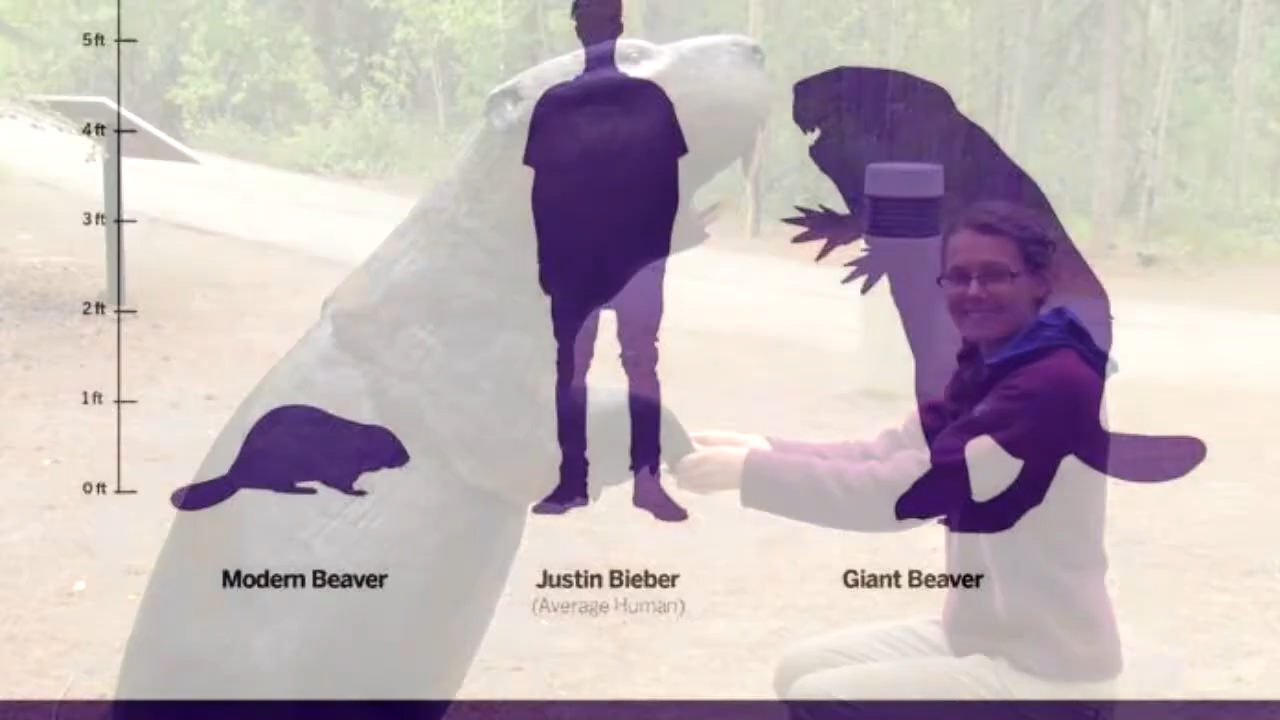 5ft
4ft
3ft
2ft
1ft
0ft
Modern Beaver
Justin Bieber
(Average Human)
Giant Beaver